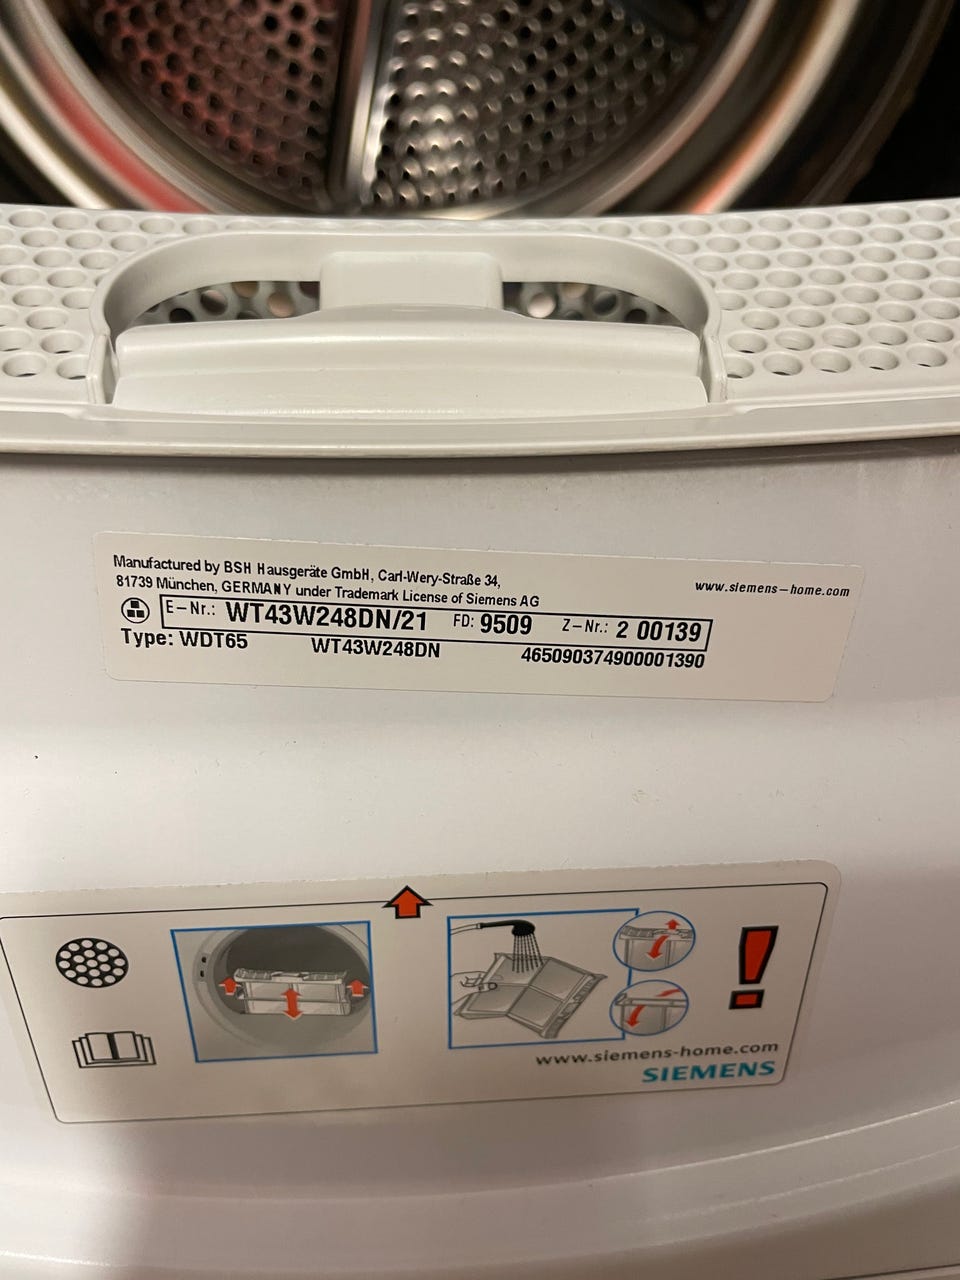 Manufactured by BSH Hausgeräte GmbH, Carl-Wery-Straße 34,
81739 München, GERMANY under Trademark License of Siemens AG
www.siemens-home.com
E-Nr.: WT43W248DN/21 FD: 9509 Z-Nr.: 2 00139
Type: WDT65 WT43W248DN 465090374900001390
www.siemens-home.com
SIEMENS